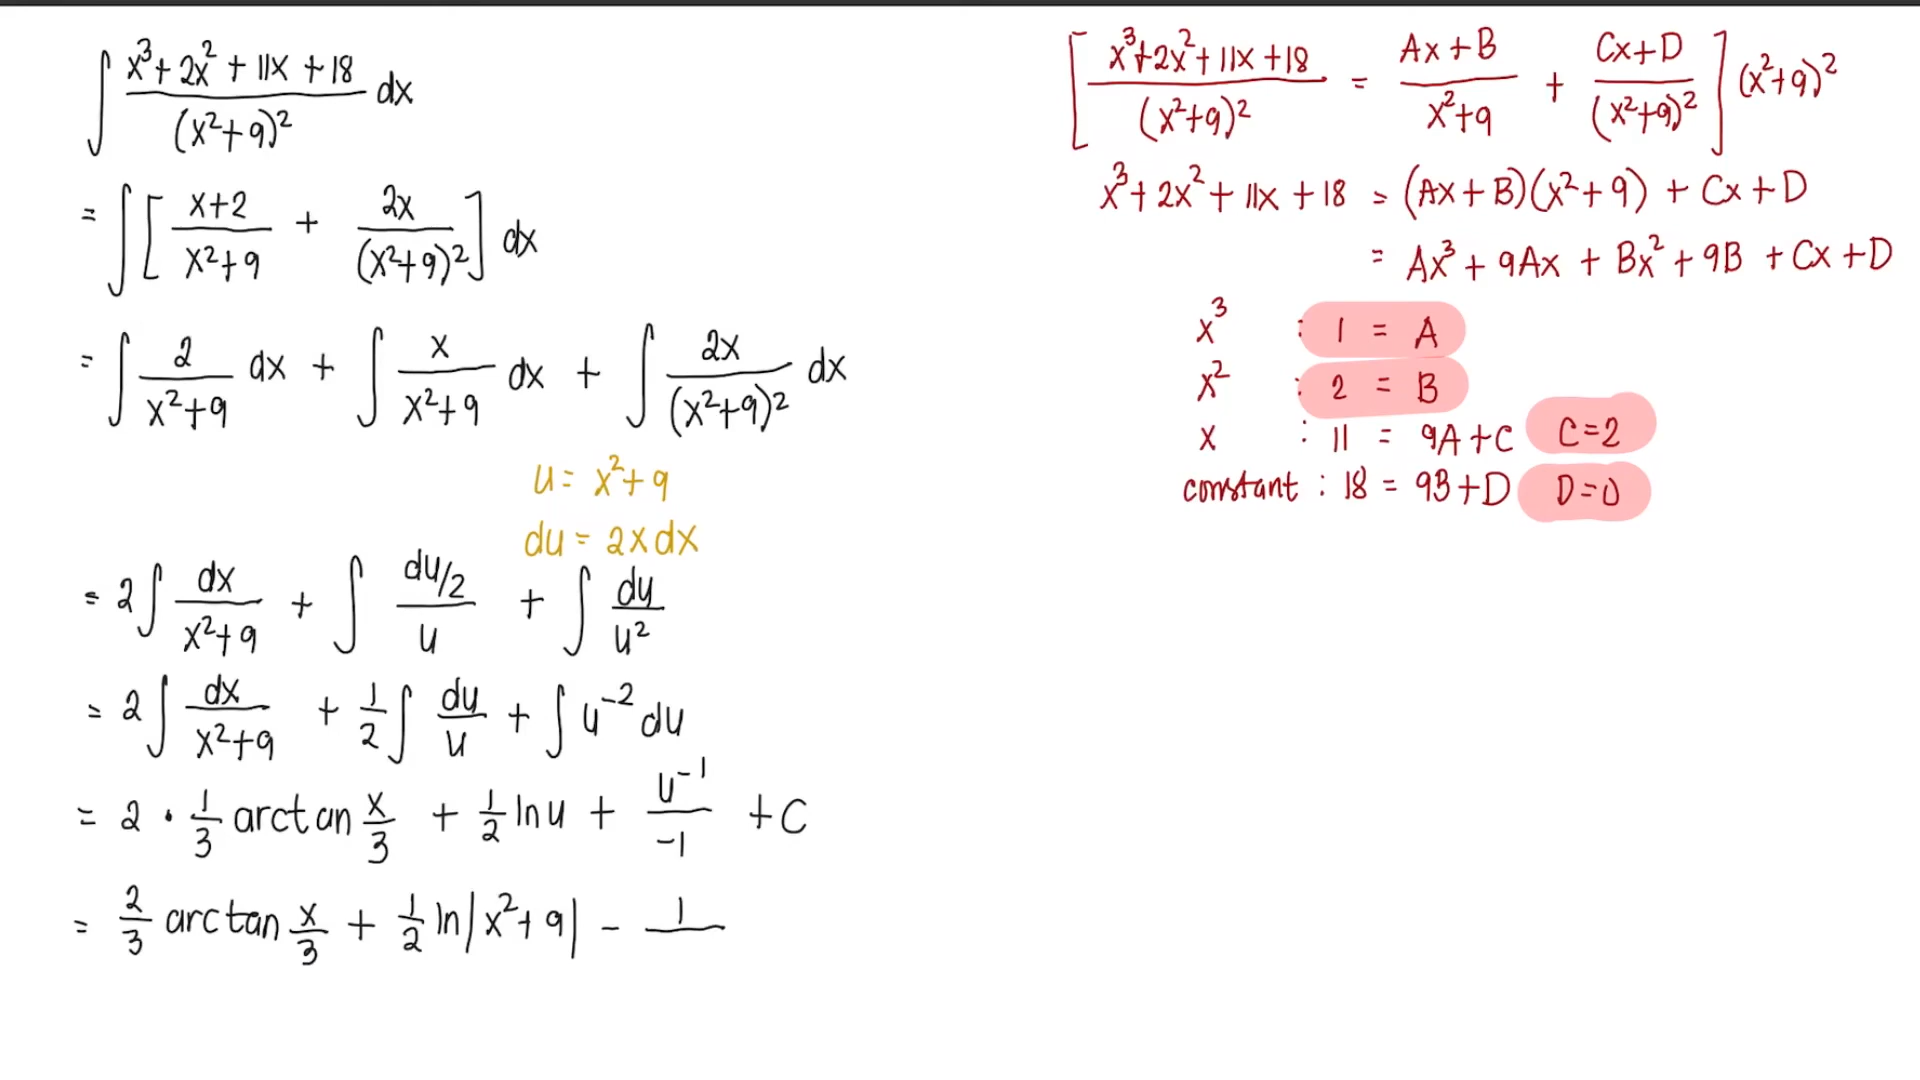 ∫ (x³ + 2x² + 11x + 18)/(x²+9)² dx
= ∫ [ (x+2)/(x²+9) + 2x/(x²+9)² ] dx
= ∫ 2/(x²+9) dx + ∫ x/(x²+9) dx + ∫ 2x/(x²+9)² dx
u = x²+9
du = 2x dx
= 2∫ dx/(x²+9) + ∫ (du/2)/u + ∫ du/u²
= 2∫ dx/(x²+9) + 1/2 ∫ du/u + ∫ u⁻² du
= 2 · 1/3 arctan x/3 + 1/2 ln u + u⁻¹/-1 + C
= 2/3 arctan x/3 + 1/2 ln|x²+9| - 1/
[ (x³+2x²+11x+18)/(x²+9)² = (Ax+B)/(x²+9) + (Cx+D)/(x²+9)² ] (x²+9)²
x³+2x²+11x+18 = (Ax+B)(x²+9) + Cx+D
= Ax³ + 9Ax + Bx² + 9B + Cx + D
x³ : 1 = A
x² : 2 = B
x : 11 = 9A+C C=2
constant : 18 = 9B+D D=0